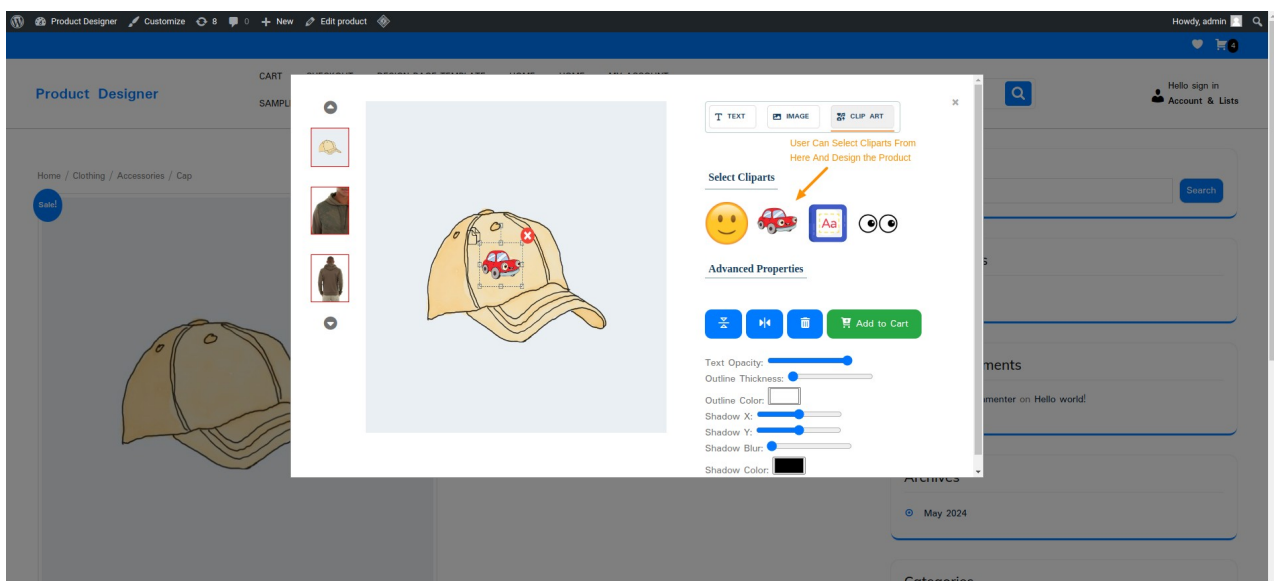 Product Designer
Customize
8
0
New
Edit product
Howdy, admin
4
CART
SAMPL
Product Designer
Hello sign in
Account & Lists
Home / Clothing / Accessories / Cap
Sale!
TEXT
IMAGE
CLIP ART
×
User Can Select Cliparts From
Here And Design the Product
Select Cliparts
Aa
Advanced Properties
Add to Cart
Text Opacity:
Outline Thickness:
Outline Color:
Shadow X:
Shadow Y:
Shadow Blur:
Shadow Color:
Search
s
ments
menter on Hello world!
Archives
May 2024
Categories